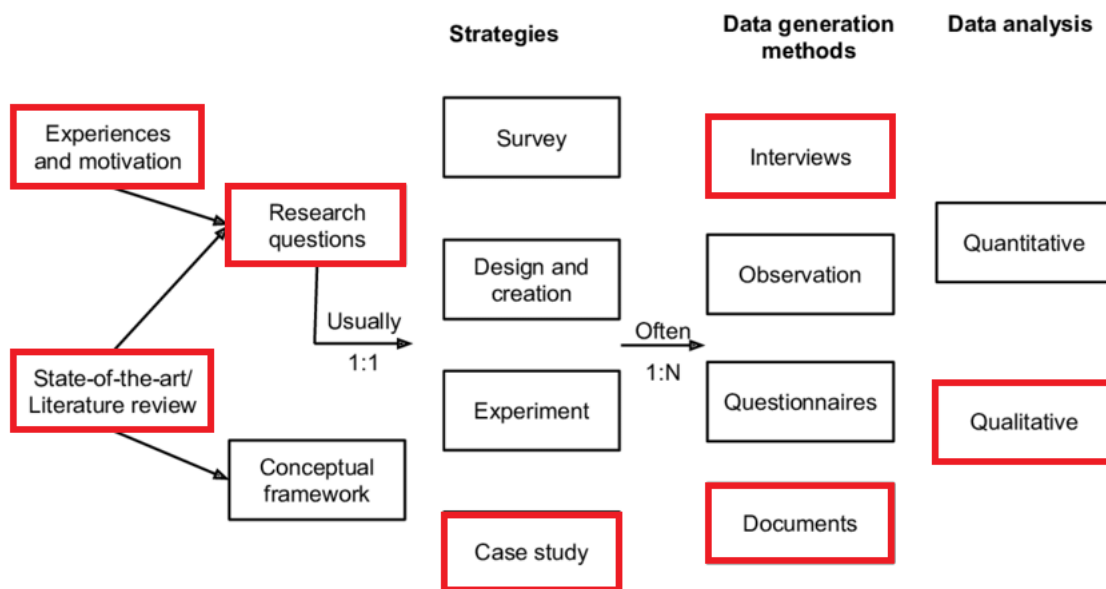 Strategies
Data generation
methods
Data analysis
Experiences
and motivation
Research
questions
State-of-the-art/
Literature review
Conceptual
framework
Usually
1:1
Survey
Design and
creation
Experiment
Case study
Often
1:N
Interviews
Observation
Questionnaires
Documents
Quantitative
Qualitative